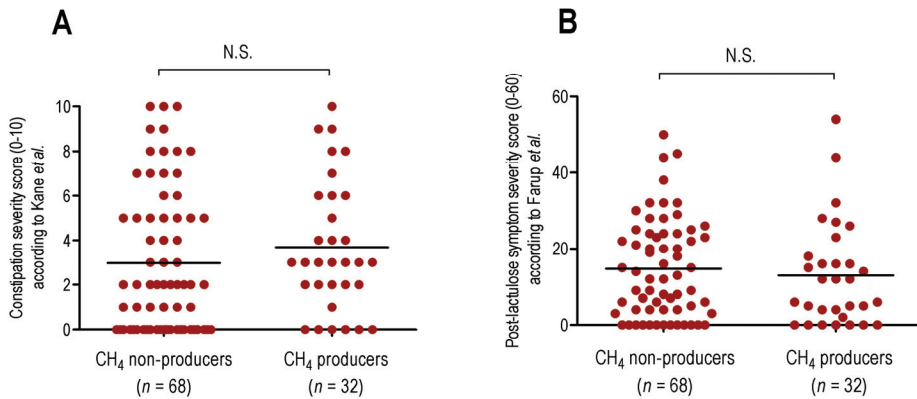 A
N.S.
Constipation severity score (0-10)
according to Kane et al.
10
8
6
4
2
0
CH4 non-producers
(n = 68)
CH4 producers
(n = 32)
B
N.S.
Post-lactulose symptom severity score (0-60)
according to Farup et al.
60
40
20
0
CH4 non-producers
(n = 68)
CH4 producers
(n = 32)